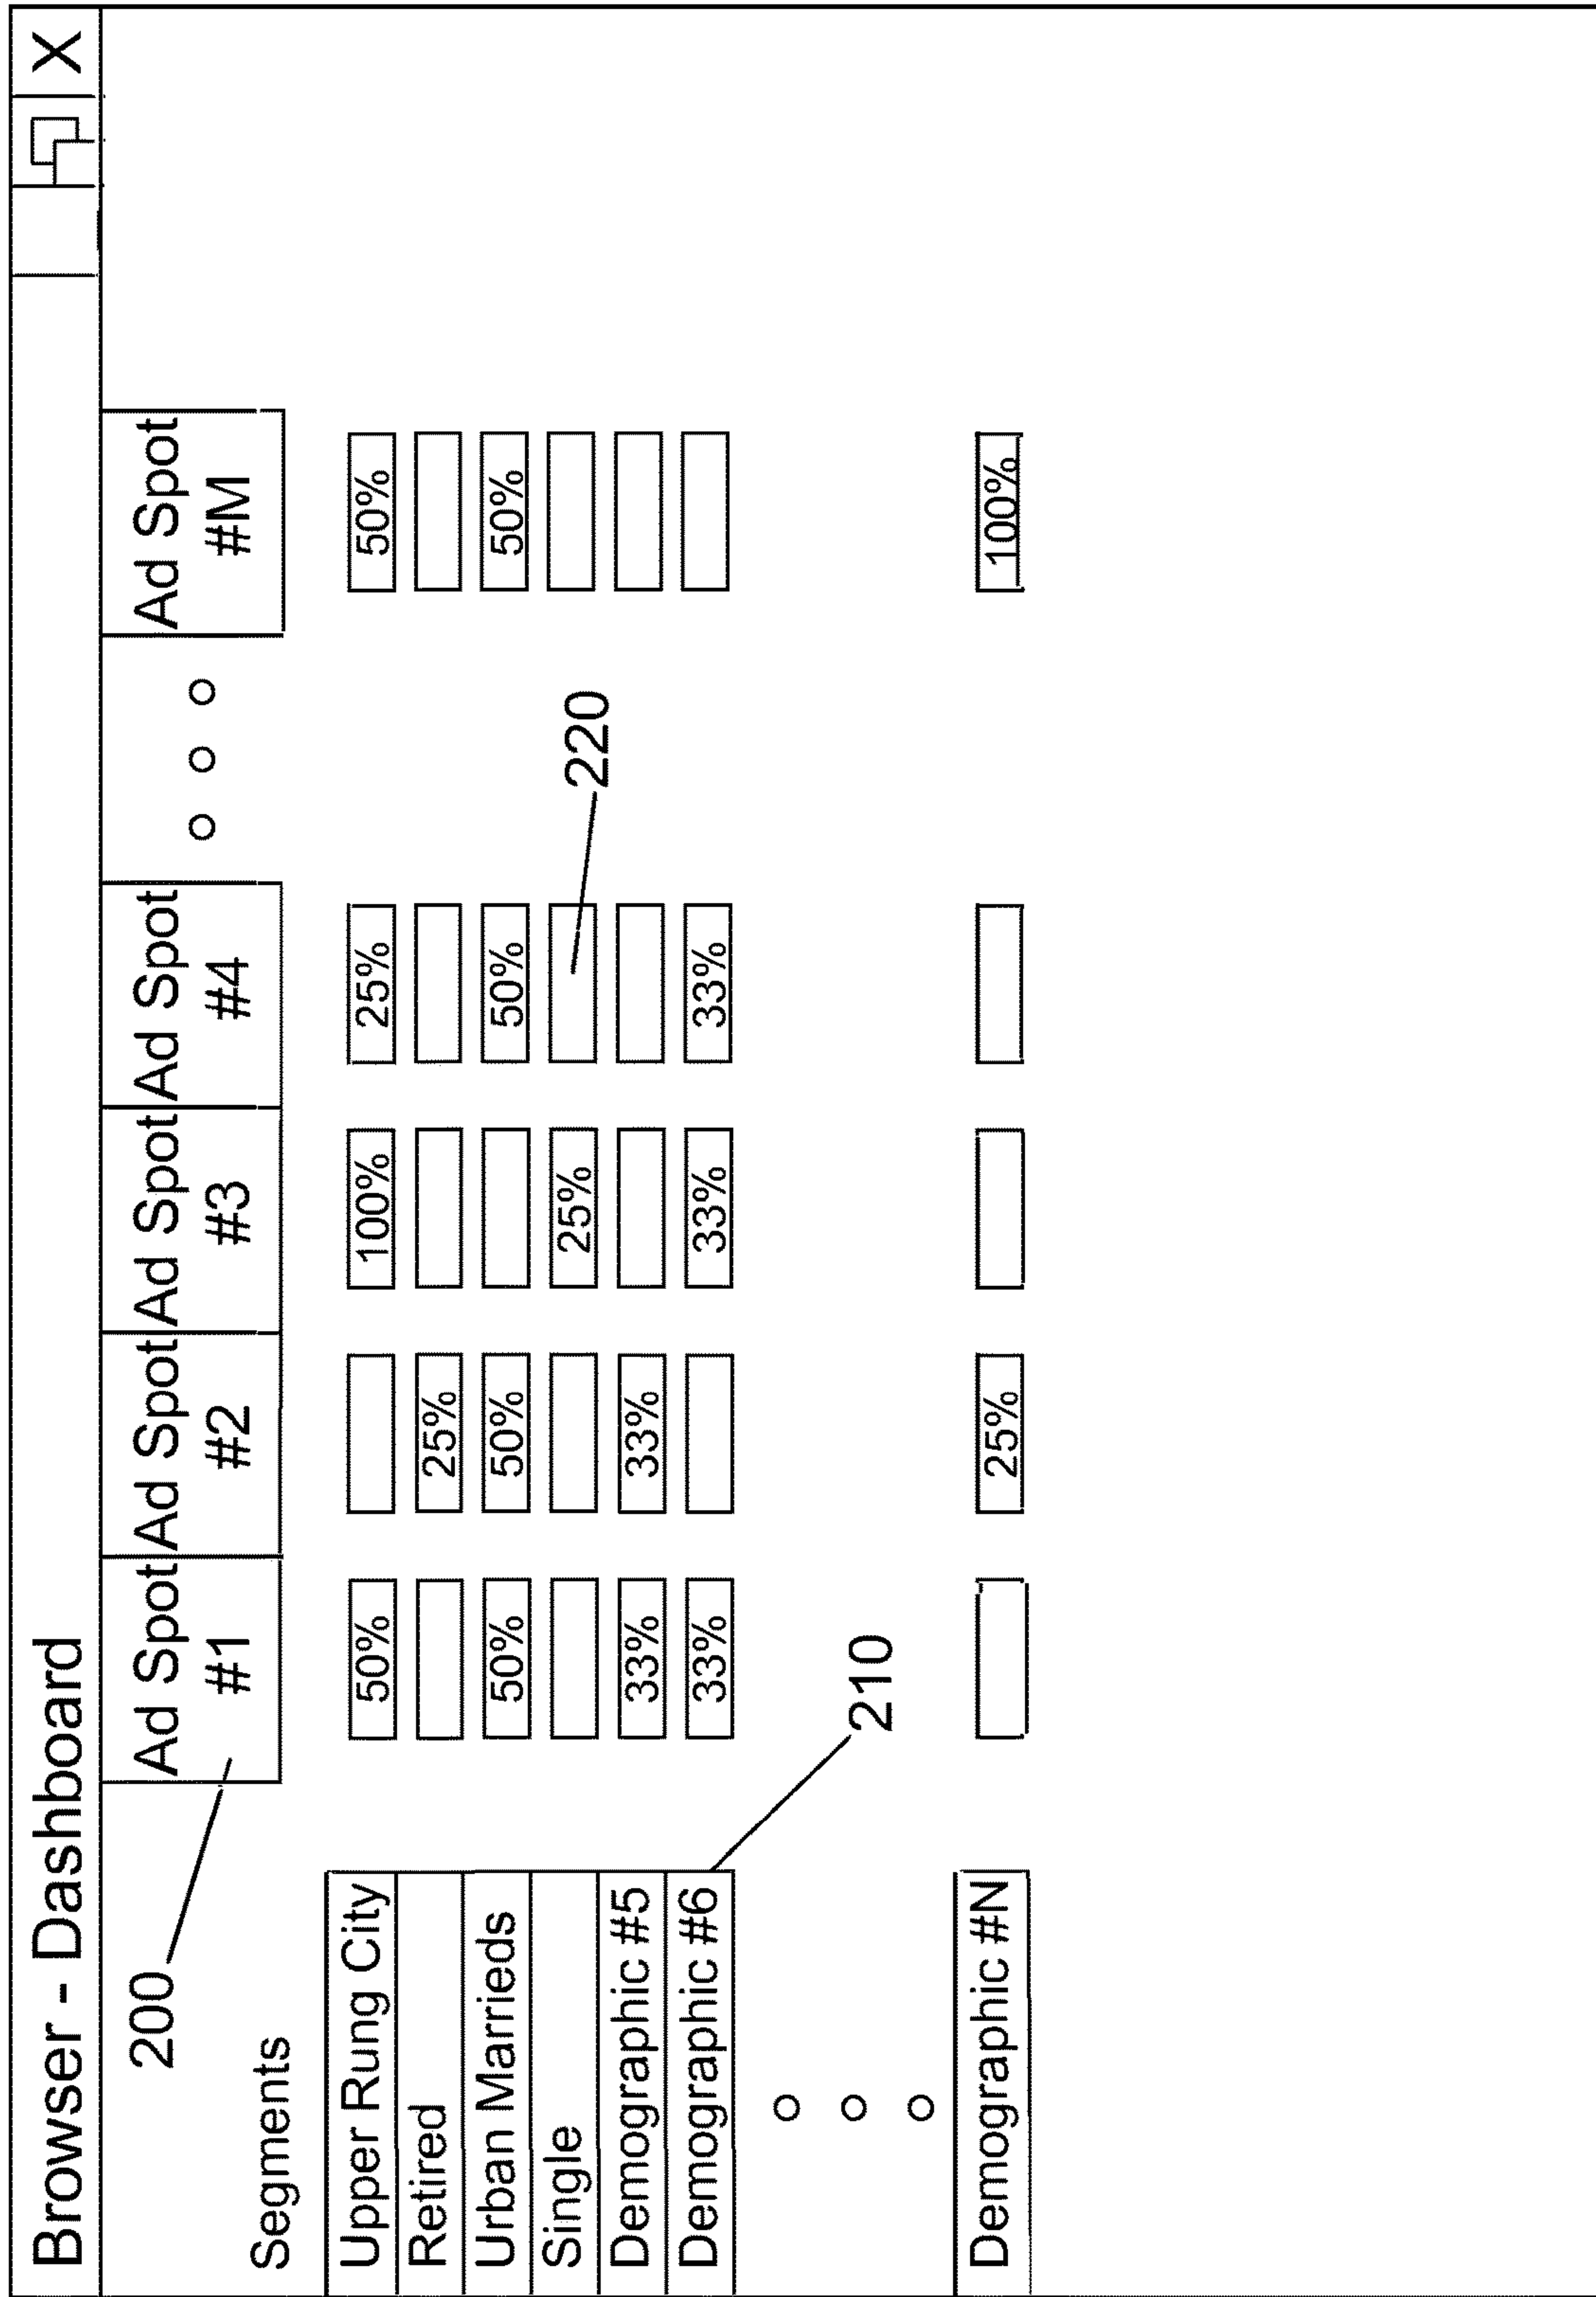 Browser - Dashboard X
200
Ad Spot #1 Ad Spot #2 Ad Spot #3 Ad Spot #4 Ad Spot #M
Segments
Upper Rung City 50% 100% 25% 50%
Retired 25%
Urban Marrieds 50% 50% 50% 50%
Single 25% 220
Demographic #5 33% 33%
Demographic #6 33% 33% 33%
210
Demographic #N 25% 100%